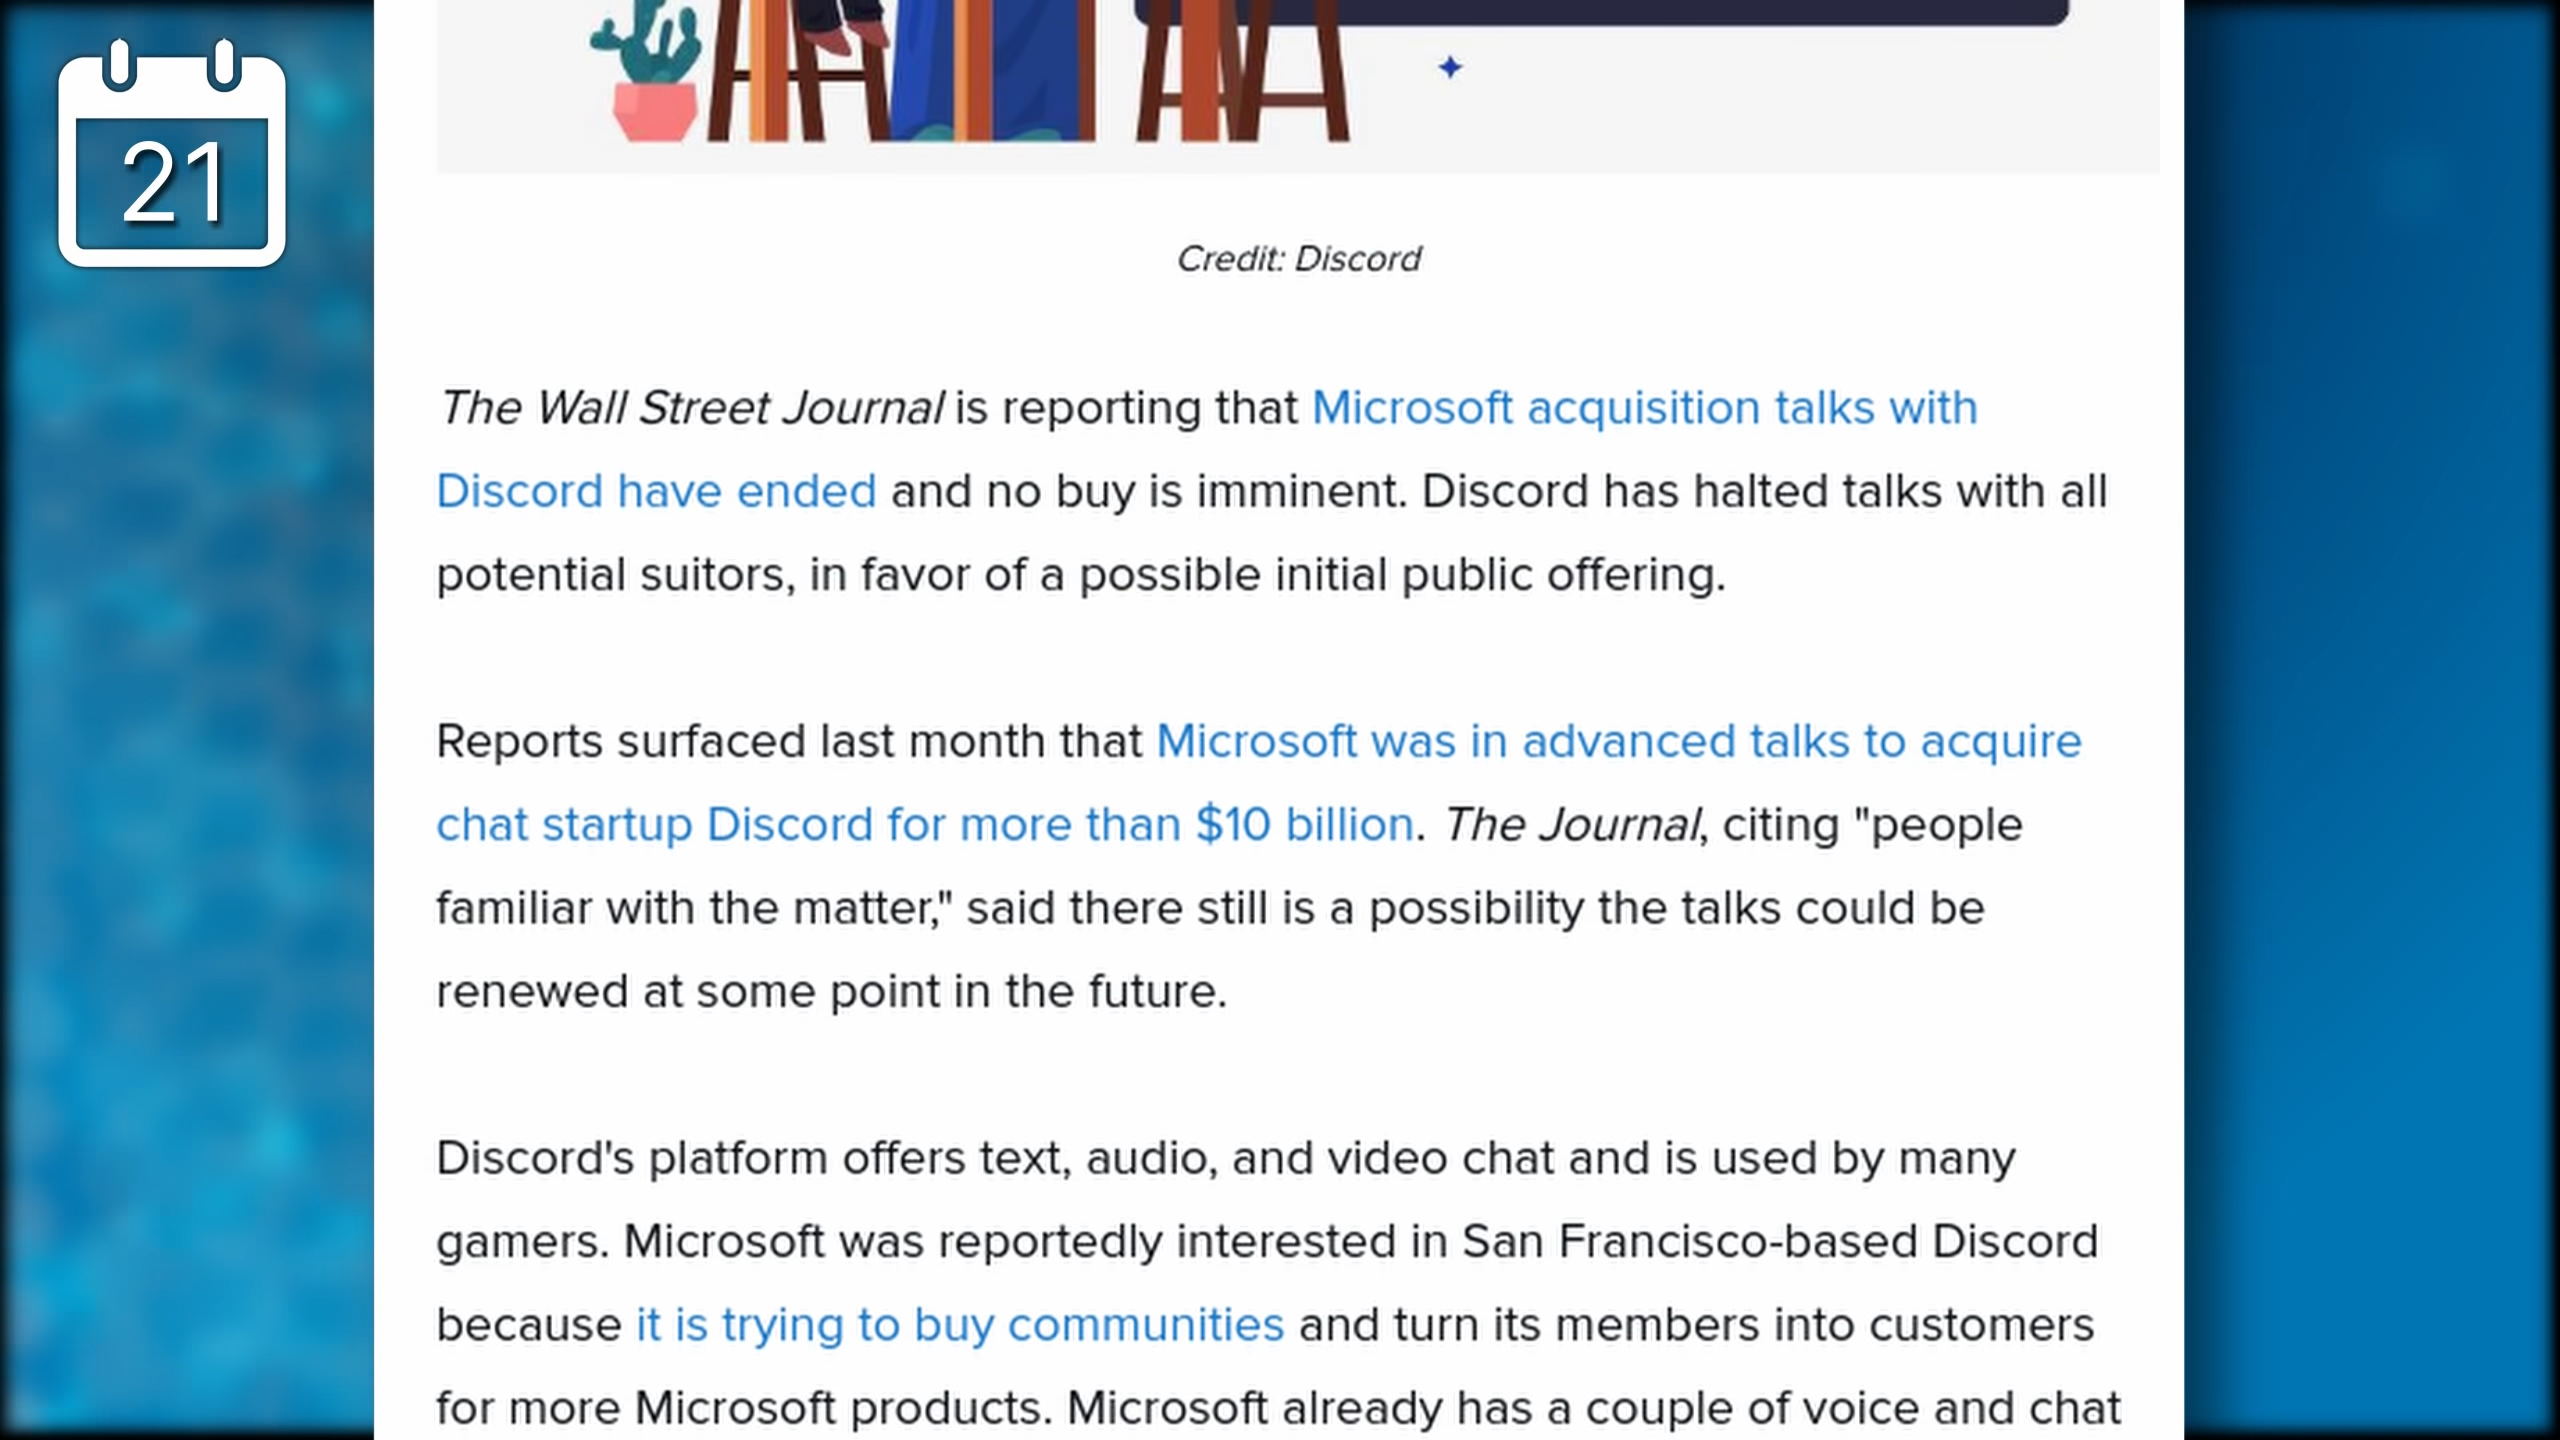 21
Credit: Discord
The Wall Street Journal is reporting that Microsoft acquisition talks with
Discord have ended and no buy is imminent. Discord has halted talks with all
potential suitors, in favor of a possible initial public offering.
Reports surfaced last month that Microsoft was in advanced talks to acquire
chat startup Discord for more than $10 billion. The Journal, citing "people
familiar with the matter," said there still is a possibility the talks could be
renewed at some point in the future.
Discord's platform offers text, audio, and video chat and is used by many
gamers. Microsoft was reportedly interested in San Francisco-based Discord
because it is trying to buy communities and turn its members into customers
for more Microsoft products. Microsoft already has a couple of voice and chat